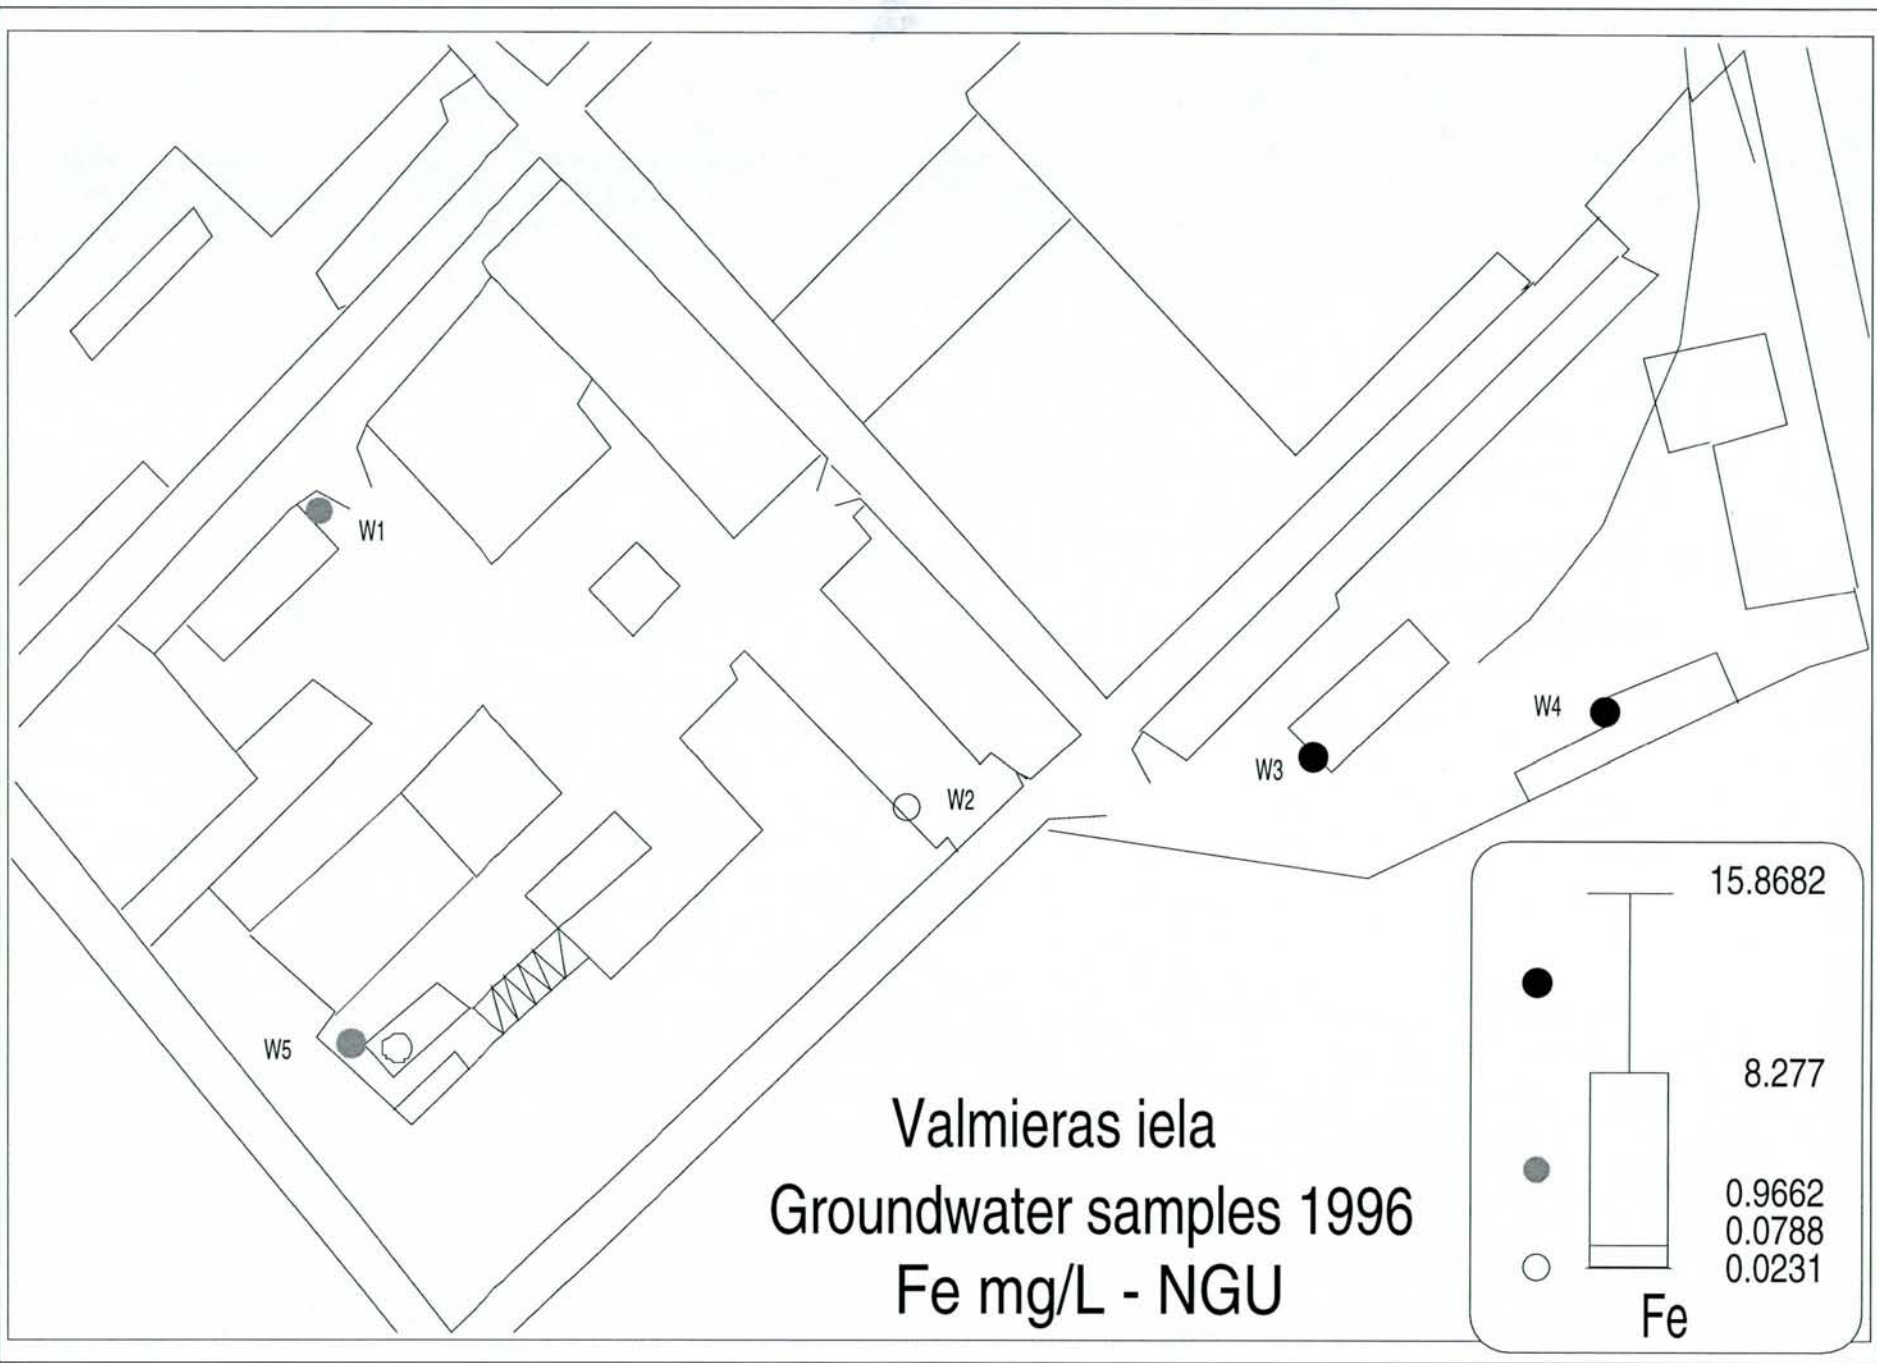 W1
W4
W3
W2
W5
15.8682
8.277
0.9662
0.0788
0.0231
Fe
Valmieras iela
Groundwater samples 1996
Fe mg/L - NGU